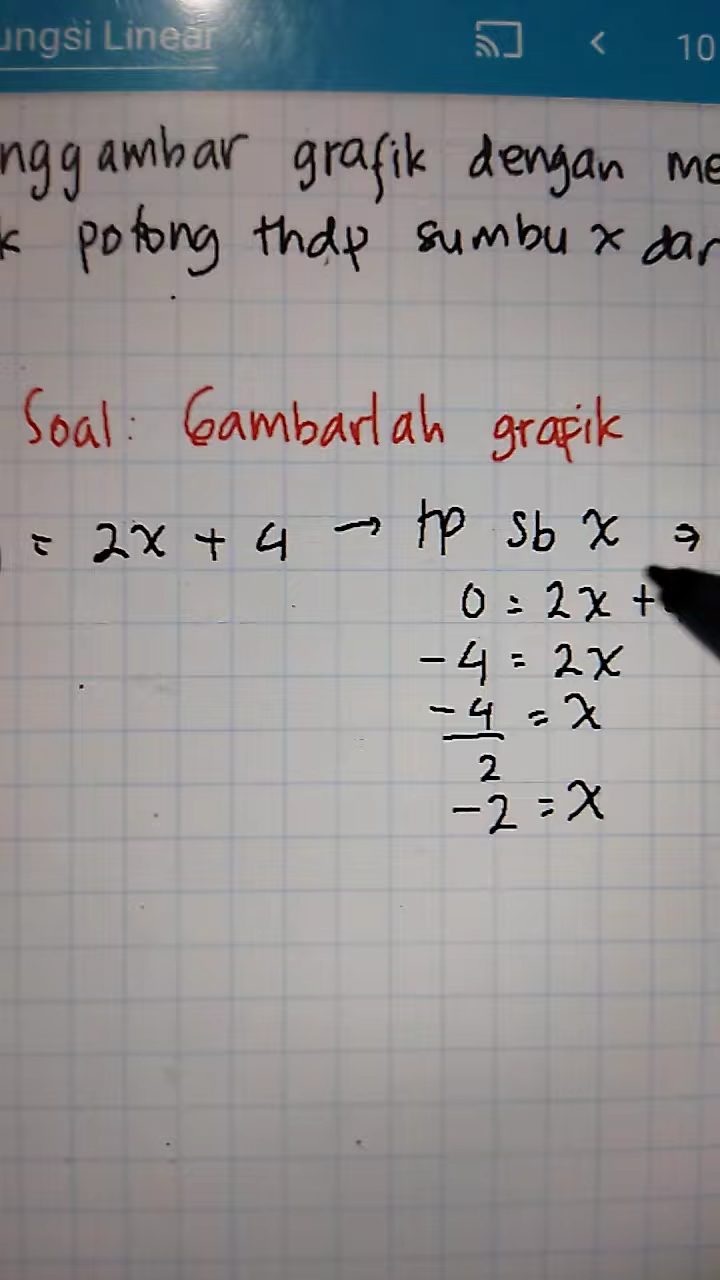 ungsi Linear
10
nggambar grafik dengan me
k potong thdp sumbu x dar
Soal: Gambarlah grafik
= 2x + 4 → tp sb x ⇒
0 = 2x +
-4 = 2x
-4/2 = x
-2 = x